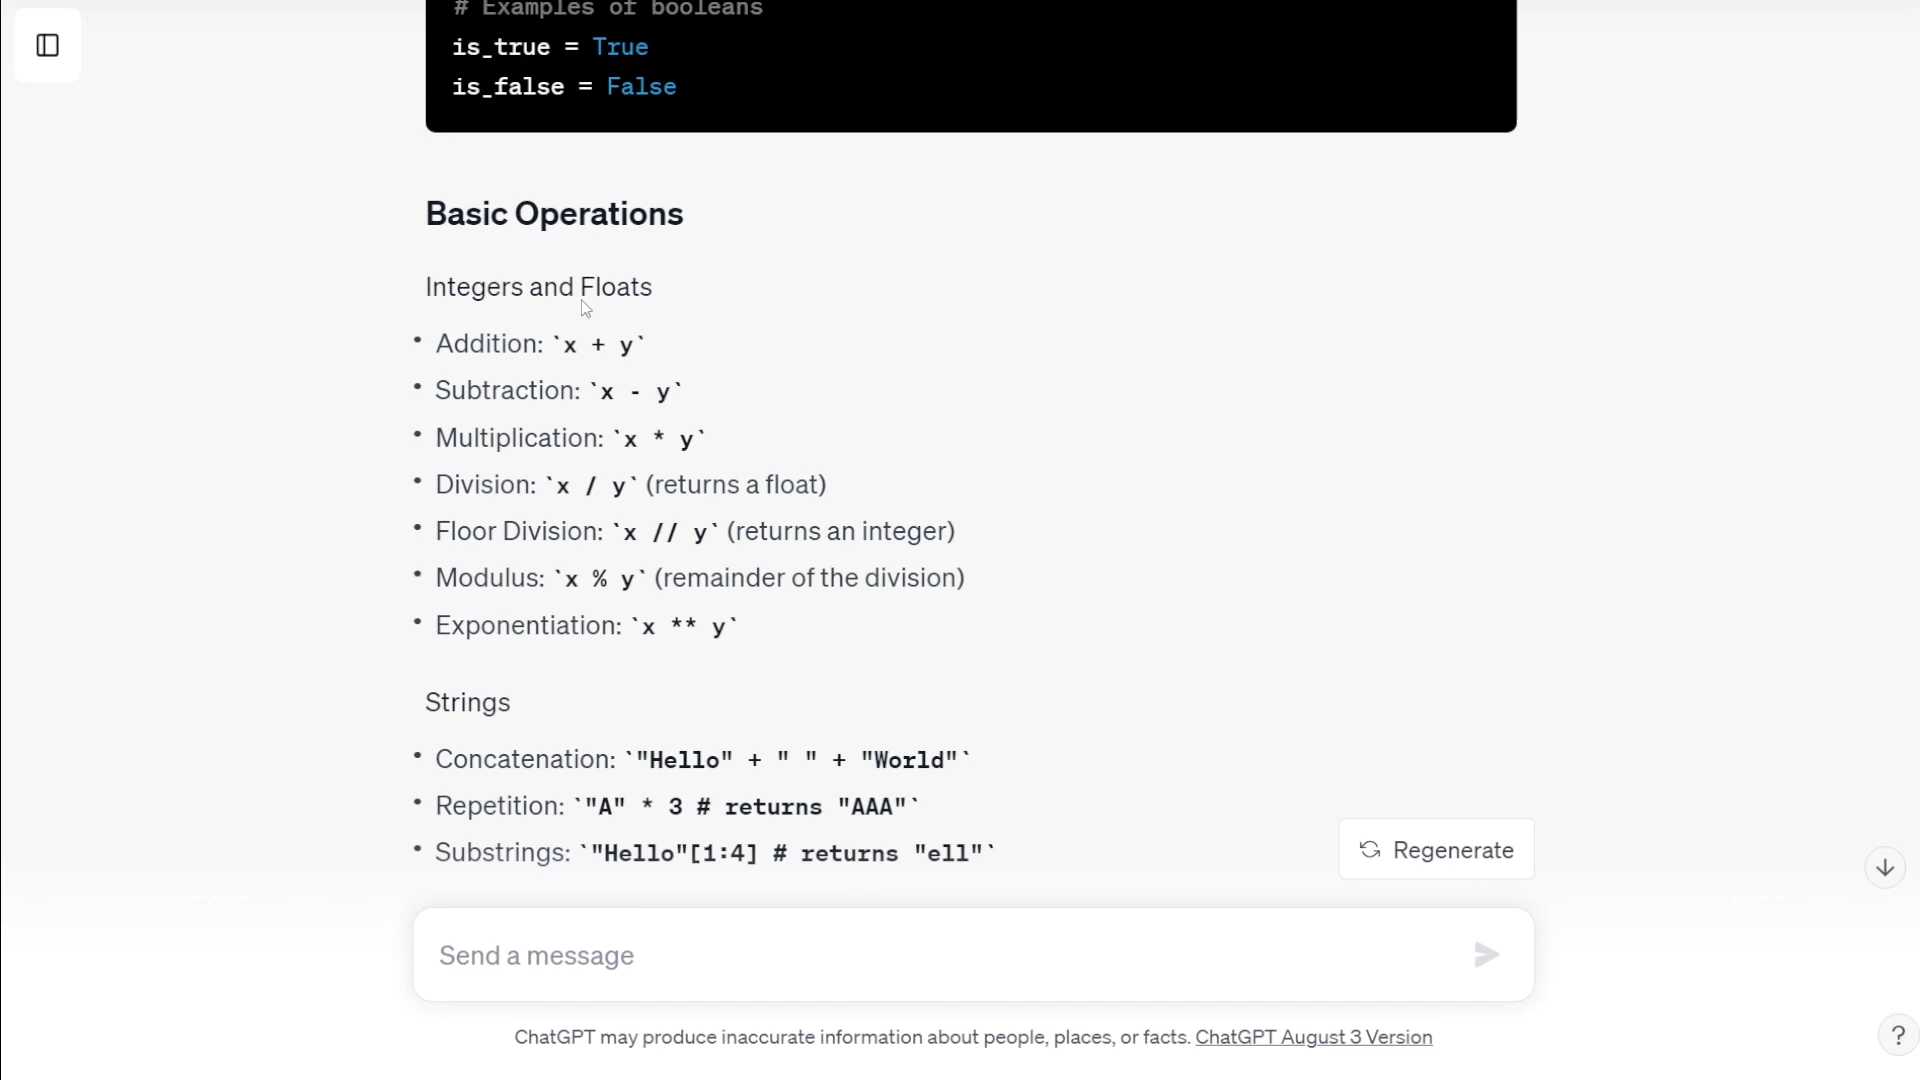 # Examples of booleans
is_true = True
is_false = False
Basic Operations
Integers and Floats
• Addition: `x + y`
• Subtraction: `x - y`
• Multiplication: `x * y`
• Division: `x / y` (returns a float)
• Floor Division: `x // y` (returns an integer)
• Modulus: `x % y` (remainder of the division)
• Exponentiation: `x ** y`
Strings
• Concatenation: `"Hello" + " " + "World"`
• Repetition: `"A" * 3 # returns "AAA"`
• Substrings: `"Hello"[1:4] # returns "ell"`
Regenerate
Send a message
ChatGPT may produce inaccurate information about people, places, or facts. ChatGPT August 3 Version
?